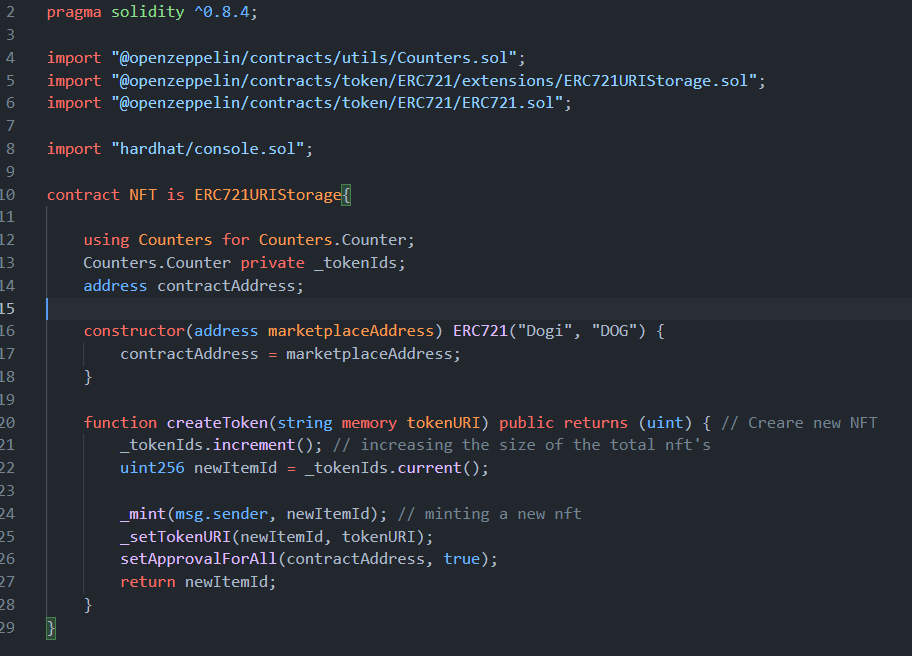 2 pragma solidity ^0.8.4;
3
4 import "@openzeppelin/contracts/utils/Counters.sol";
5 import "@openzeppelin/contracts/token/ERC721/extensions/ERC721URIStorage.sol";
6 import "@openzeppelin/contracts/token/ERC721/ERC721.sol";
7
8 import "hardhat/console.sol";
9
10 contract NFT is ERC721URIStorage{
11
12     using Counters for Counters.Counter;
13     Counters.Counter private _tokenIds;
14     address contractAddress;
15
16     constructor(address marketplaceAddress) ERC721("Dogi", "DOG") {
17         contractAddress = marketplaceAddress;
18     }
19
20     function createToken(string memory tokenURI) public returns (uint) { // Creare new NFT
21         _tokenIds.increment(); // increasing the size of the total nft's
22         uint256 newItemId = _tokenIds.current();
23
24         _mint(msg.sender, newItemId); // minting a new nft
25         _setTokenURI(newItemId, tokenURI);
26         setApprovalForAll(contractAddress, true);
27         return newItemId;
28     }
29 }